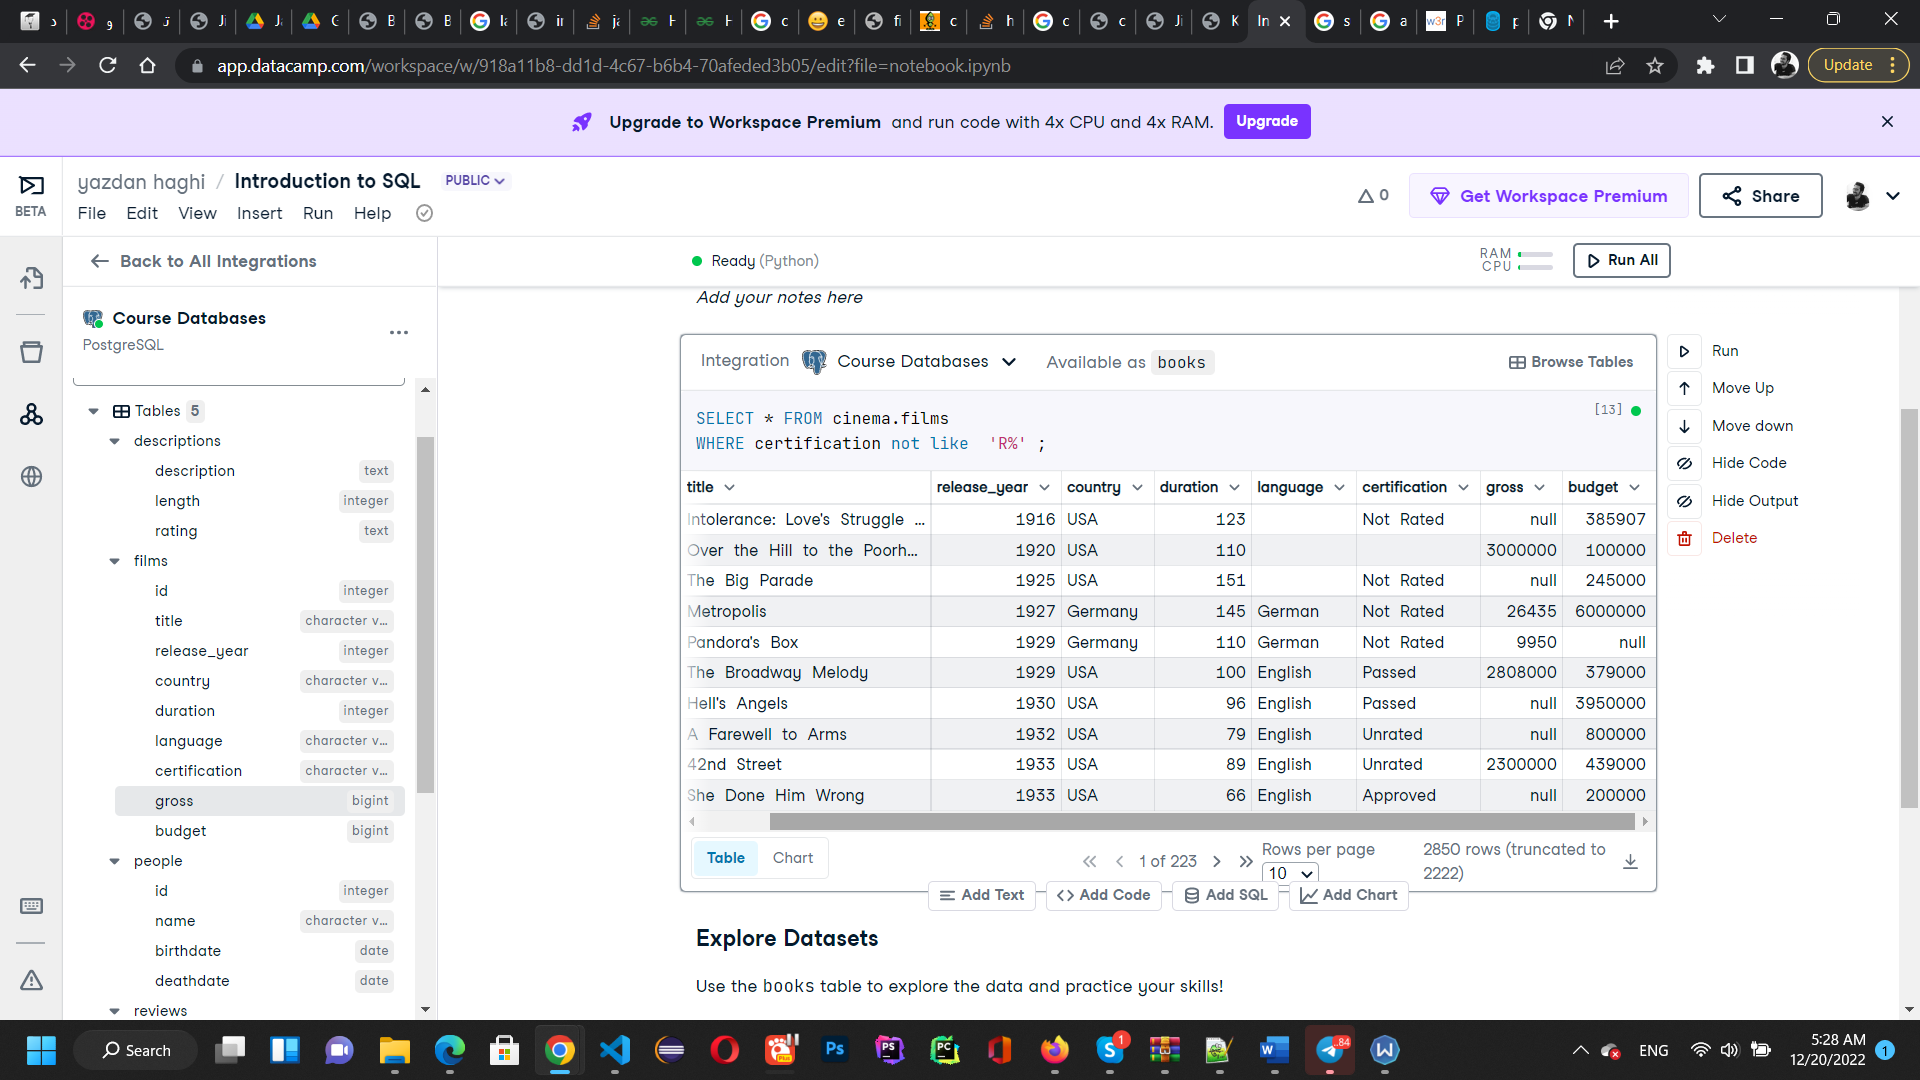 app.datacamp.com/workspace/w/918a11b8-dd1d-4c67-b6b4-70afeded3b05/edit?file=notebook.ipynb
Update
Upgrade to Workspace Premium and run code with 4x CPU and 4x RAM. Upgrade
BETA
yazdan haghi / Introduction to SQL PUBLIC
File Edit View Insert Run Help
0 Get Workspace Premium Share
Back to All Integrations
Ready (Python)
RAM
CPU
Run All
Course Databases
PostgreSQL
Tables 5
descriptions
description text
length integer
rating text
films
id integer
title character v...
release_year integer
country character v...
duration integer
language character v...
certification character v...
gross bigint
budget bigint
people
id integer
name character v...
birthdate date
deathdate date
reviews
Add your notes here
Integration Course Databases Available as books Browse Tables
SELECT * FROM cinema.films
WHERE certification not like 'R%' ;
[13]
title release_year country duration language certification gross budget
Intolerance: Love's Struggle ... 1916 USA 123 Not Rated null 385907
Over the Hill to the Poorh... 1920 USA 110 3000000 100000
The Big Parade 1925 USA 151 Not Rated null 245000
Metropolis 1927 Germany 145 German Not Rated 26435 6000000
Pandora's Box 1929 Germany 110 German Not Rated 9950 null
The Broadway Melody 1929 USA 100 English Passed 2808000 379000
Hell's Angels 1930 USA 96 English Passed null 3950000
A Farewell to Arms 1932 USA 79 English Unrated null 800000
42nd Street 1933 USA 89 English Unrated 2300000 439000
She Done Him Wrong 1933 USA 66 English Approved null 200000
Table Chart
1 of 223
Rows per page
10
2850 rows (truncated to
2222)
Add Text Add Code Add SQL Add Chart
Run
Move Up
Move down
Hide Code
Hide Output
Delete
Explore Datasets
Use the books table to explore the data and practice your skills!
Search
ENG
5:28 AM
12/20/2022
1